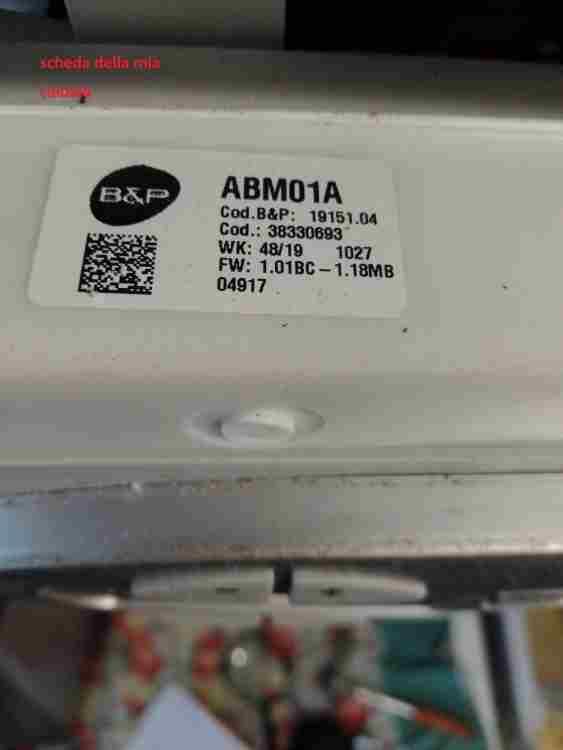 scheda della mia
caldaia
B&P
ABM01A
Cod.B&P: 19151.04
Cod.: 38330693
WK: 48/19 1027
FW: 1.01BC-1.18MB
04917
- +